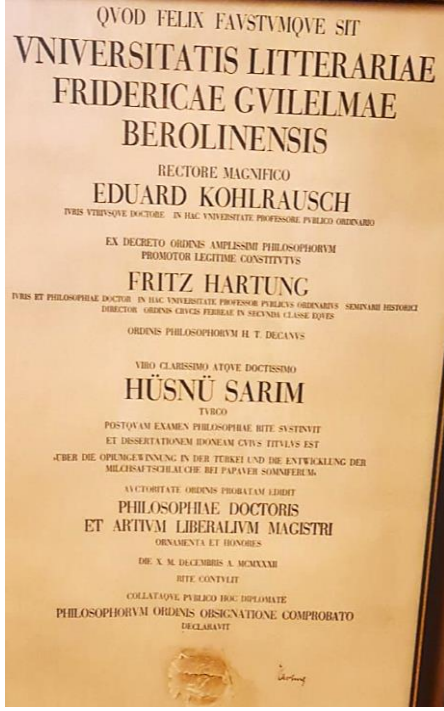 QVOD FELIX FAVSTVMQVE SIT
VNIVERSITATIS LITTERARIAE
FRIDERICAE GVILELMAE
BEROLINENSIS
RECTORE MAGNIFICO
EDUARD KOHLRAUSCH
IVRIS VTRIVSQVE DOCTORE IN HAC VNIVERSITATE PROFESSORE PVBLICO ORDINARIO
EX DECRETO ORDINIS AMPLISSIMI PHILOSOPHORVM
PROMOTOR LEGITIME CONSTITVTVS
FRITZ HARTUNG
IVRIS ET PHILOSOPHIAE DOCTOR IN HAC VNIVERSITATE PROFESSOR PVBLICVS ORDINARIVS SEMINARII HISTORICI
DIRECTOR ORDINIS CRVCIS FERREAE IN SECVNDA CLASSE EQVES
ORDINIS PHILOSOPHORVM H. T. DECANVS
VIRO CLARISSIMO ATQVE DOCTISSIMO
HÜSNÜ SARIM
TVRCO
POSTQVAM EXAMEN PHILOSOPHIAE RITE SVSTINVIT
ET DISSERTATIONEM IDONEAM CVIVS TITVLVS EST
»ÜBER DIE OPIUMGEWINNUNG IN DER TÜRKEI UND DIE ENTWICKLUNG DER
MILCHSAFTSCHLÄUCHE BEI PAPAVER SOMNIFERUM«
AVCTORITATE ORDINIS PROBATAM EDIDIT
PHILOSOPHIAE DOCTORIS
ET ARTIVM LIBERALIVM MAGISTRI
ORNAMENTA ET HONORES
DIE X. M. DECEMBRIS A. MCMXXXII
RITE CONTVLIT
COLLATAQVE PVBLICO HOC DIPLOMATE
PHILOSOPHORVM ORDINIS OBSIGNATIONE COMPROBATO
DECLARAVIT